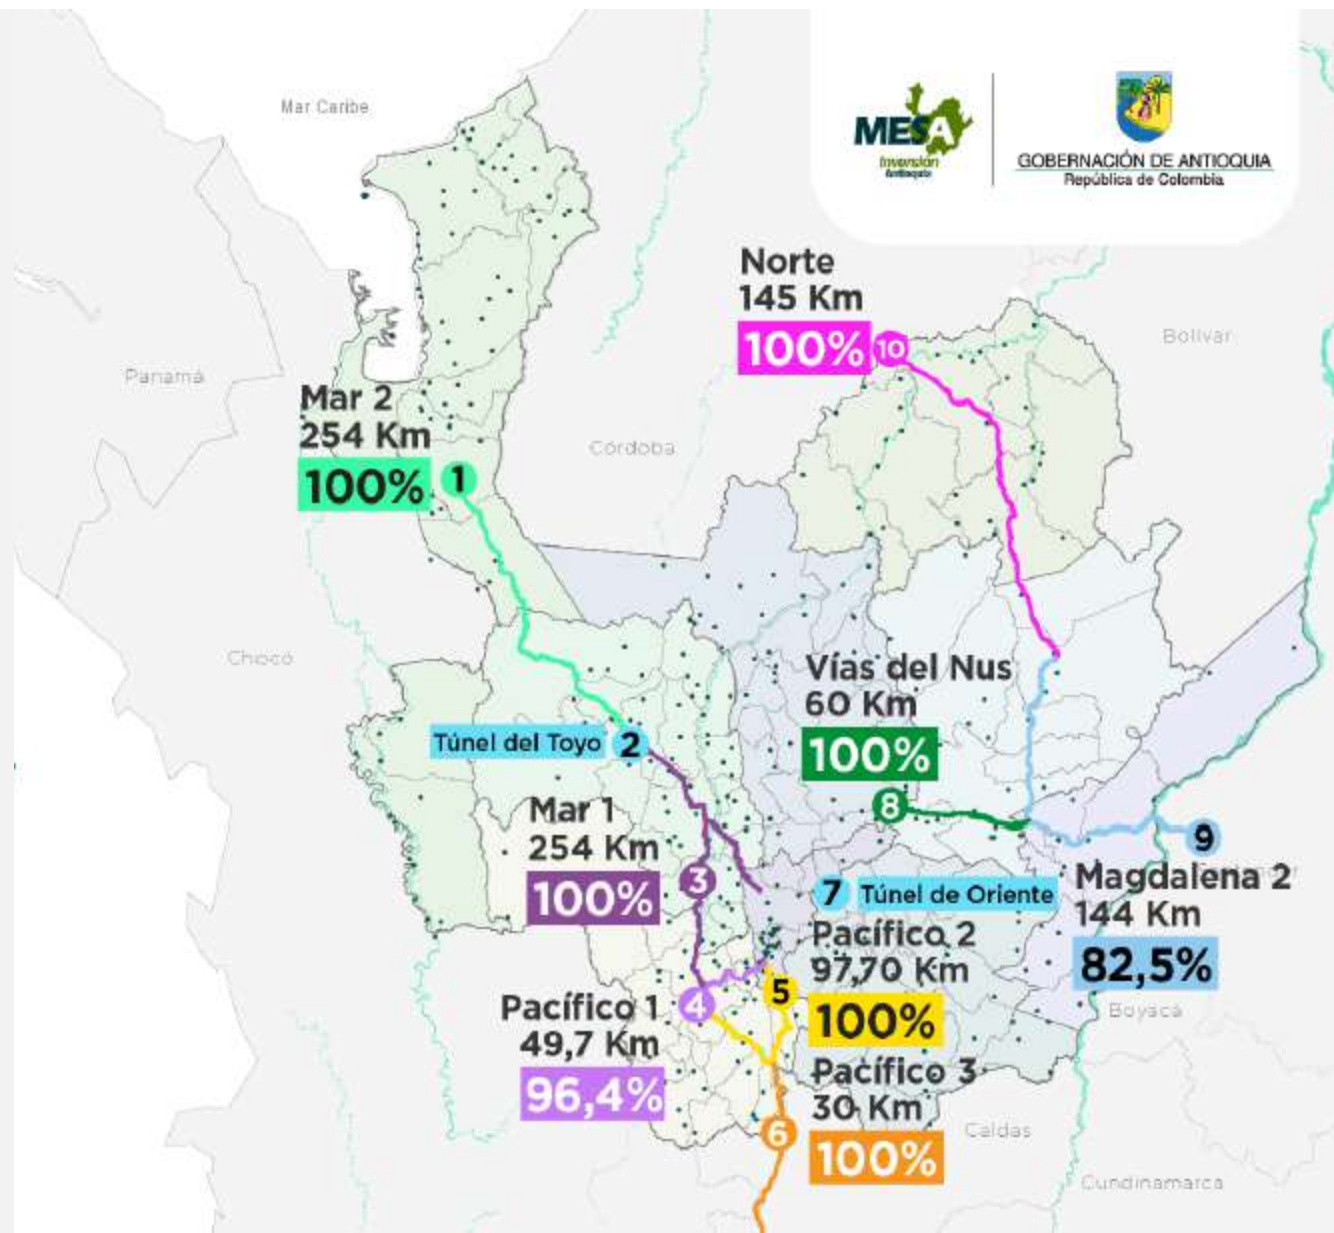 Mar Caribe
MESA
Inversión
Antioquia
GOBERNACIÓN DE ANTIOQUIA
República de Colombia
Norte
145 Km
100%
10
Bolívar
Panamá
Mar 2
254 Km
100%
1
Córdoba
Chocó
Vías del Nus
60 Km
100%
8
Túnel del Toyo
2
Mar 1
254 Km
100%
3
9
Magdalena 2
144 Km
82,5%
7
Túnel de Oriente
Pacífico 2
97,70 Km
100%
5
Pacífico 1
49,7 Km
96,4%
4
Boyacá
Pacífico 3
30 Km
100%
6
Caldas
Cundinamarca